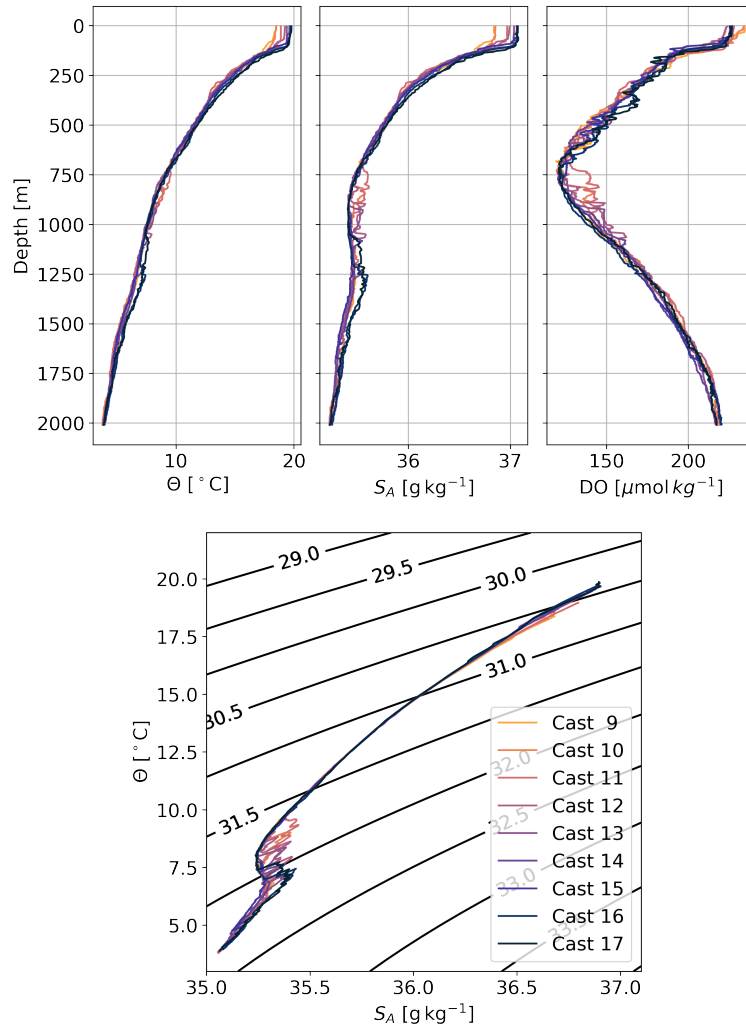 0
250
500
750
1000
1250
1500
1750
2000
Depth [m]
10
20
Θ [°C]
36
37
S_A [g kg⁻¹]
150
200
DO [μmol kg⁻¹]
20.0
17.5
15.0
12.5
10.0
7.5
5.0
Θ [°C]
29.0
29.5
30.0
30.5
31.0
31.5
32.0
32.5
33.0
33.5
Cast 9
Cast 10
Cast 11
Cast 12
Cast 13
Cast 14
Cast 15
Cast 16
Cast 17
35.0
35.5
36.0
36.5
37.0
S_A [g kg⁻¹]